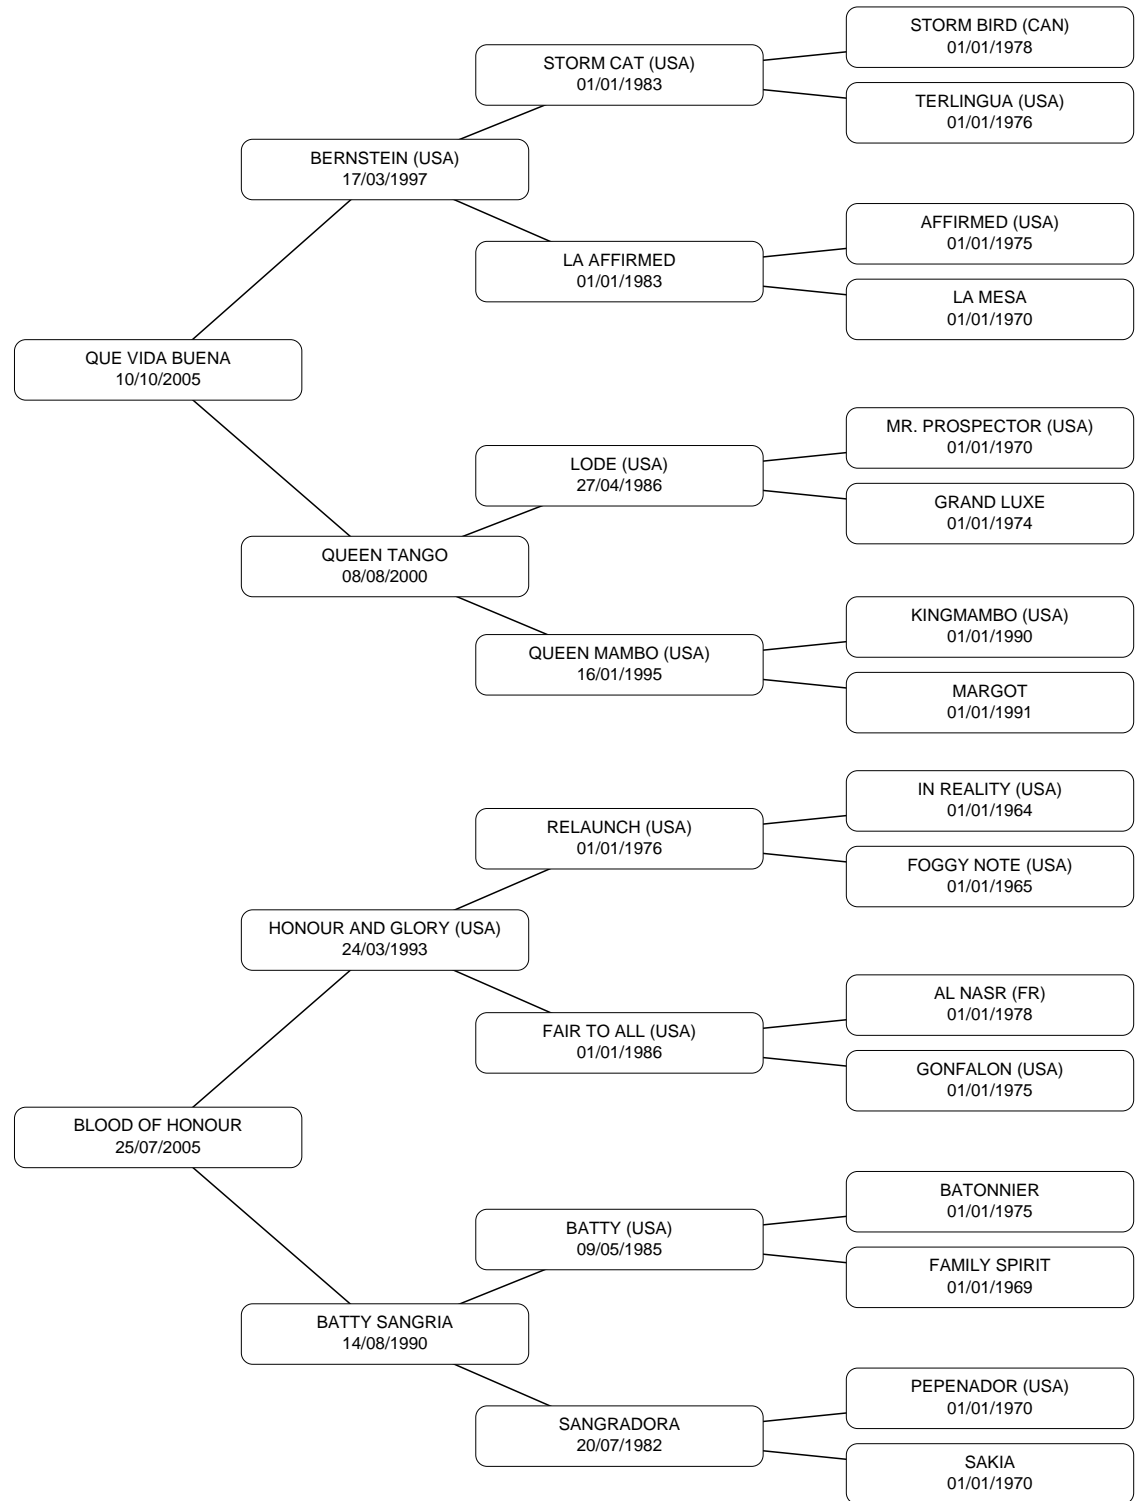 STORM BIRD (CAN)
01/01/1978
STORM CAT (USA)
01/01/1983
TERLINGUA (USA)
01/01/1976
BERNSTEIN (USA)
17/03/1997
AFFIRMED (USA)
01/01/1975
LA AFFIRMED
01/01/1983
LA MESA
01/01/1970
QUE VIDA BUENA
10/10/2005
MR. PROSPECTOR (USA)
01/01/1970
LODE (USA)
27/04/1986
GRAND LUXE
01/01/1974
QUEEN TANGO
08/08/2000
KINGMAMBO (USA)
01/01/1990
QUEEN MAMBO (USA)
16/01/1995
MARGOT
01/01/1991
IN REALITY (USA)
01/01/1964
RELAUNCH (USA)
01/01/1976
FOGGY NOTE (USA)
01/01/1965
HONOUR AND GLORY (USA)
24/03/1993
AL NASR (FR)
01/01/1978
FAIR TO ALL (USA)
01/01/1986
GONFALON (USA)
01/01/1975
BLOOD OF HONOUR
25/07/2005
BATONNIER
01/01/1975
BATTY (USA)
09/05/1985
FAMILY SPIRIT
01/01/1969
BATTY SANGRIA
14/08/1990
PEPENADOR (USA)
01/01/1970
SANGRADORA
20/07/1982
SAKIA
01/01/1970